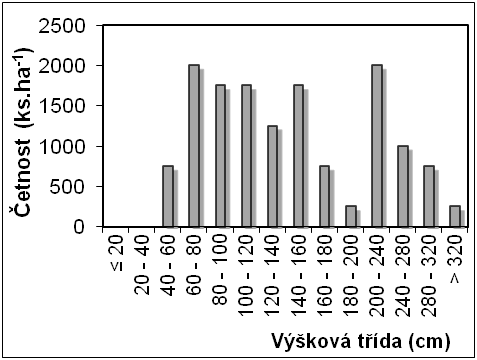 Četnost (ks.ha-1)
2500
2000
1500
1000
500
0
≤ 20
20 - 40
40 - 60
60 - 80
80 - 100
100 - 120
120 - 140
140 - 160
160 - 180
180 - 200
200 - 240
240 - 280
280 - 320
> 320
Výšková třída (cm)